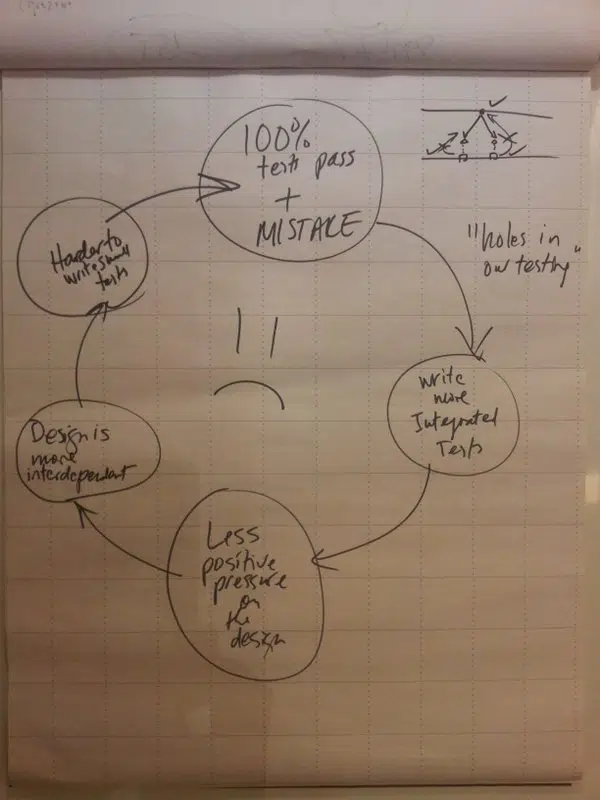 100%
tests pass
+
MISTAKE
"holes in
our testing"
write
more
Integrated
Tests
Less
positive
pressure
on
the
design
Design is
more
interdependent
Harder to
write small
tests